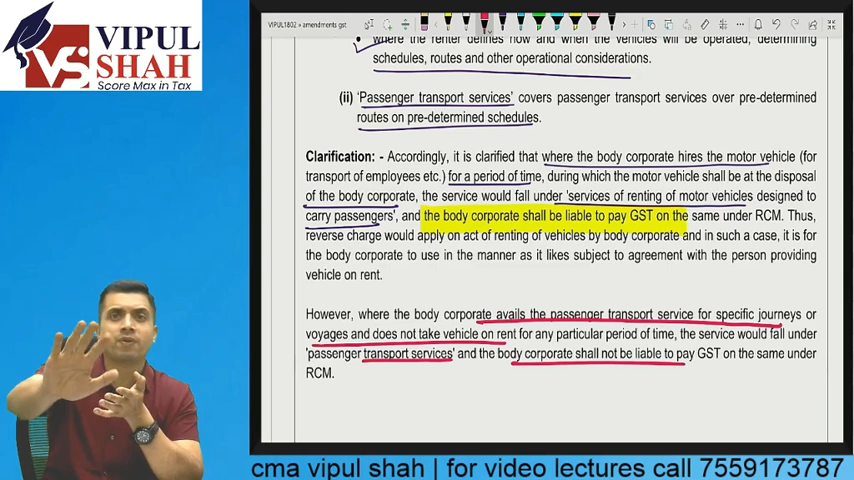 VIPUL
SHAH
VS
Score Max in Tax
VIPUL1802 + amendments gst
• where the renter defines how and when the vehicles will be operated, determining
schedules, routes and other operational considerations.
(ii) 'Passenger transport services' covers passenger transport services over pre-determined
routes on pre-determined schedules.
Clarification: - Accordingly, it is clarified that where the body corporate hires the motor vehicle (for
transport of employees etc.) for a period of time, during which the motor vehicle shall be at the disposal
of the body corporate, the service would fall under 'services of renting of motor vehicles designed to
carry passengers', and the body corporate shall be liable to pay GST on the same under RCM. Thus,
reverse charge would apply on act of renting of vehicles by body corporate and in such a case, it is for
the body corporate to use in the manner as it likes subject to agreement with the person providing
vehicle on rent.
However, where the body corporate avails the passenger transport service for specific journeys or
voyages and does not take vehicle on rent for any particular period of time, the service would fall under
'passenger transport services' and the body corporate shall not be liable to pay GST on the same under
RCM.
cma vipul shah | for video lectures call 7559173787